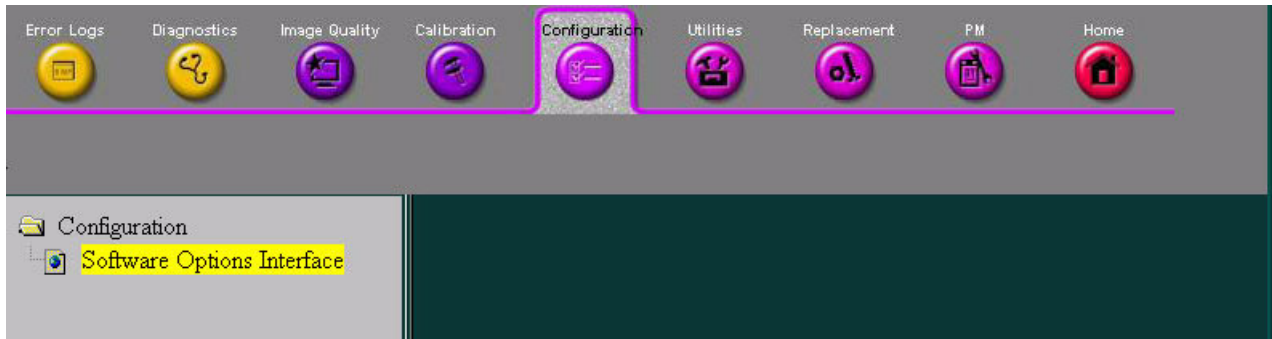 Error Logs Diagnostics Image Quality Calibration Configuration Utilities Replacement PM Home
Configuration
Software Options Interface